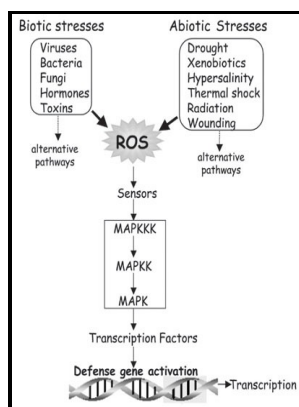 Biotic stresses
Viruses
Bacteria
Fungi
Hormones
Toxins
alternative
pathways
Abiotic Stresses
Drought
Xenobiotics
Hypersalinity
Thermal shock
Radiation
Wounding
alternative
pathways
ROS
Sensors
MAPKKK
MAPKK
MAPK
Transcription Factors
Defense gene activation
Transcription